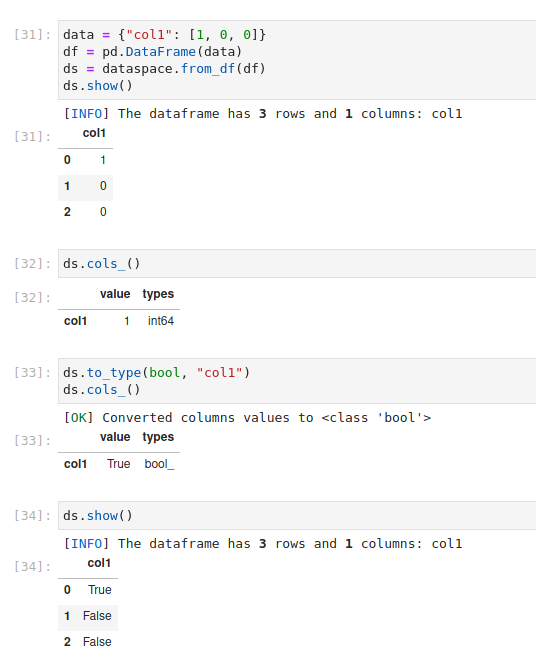 [31]: data = {"col1": [1, 0, 0]}
df = pd.DataFrame(data)
ds = dataspace.from_df(df)
ds.show()
[INFO] The dataframe has 3 rows and 1 columns: col1
[31]: col1
0 1
1 0
2 0
[32]: ds.cols_()
[32]: value types
col1 1 int64
[33]: ds.to_type(bool, "col1")
ds.cols_()
[OK] Converted columns values to <class 'bool'>
[33]: value types
col1 True bool_
[34]: ds.show()
[INFO] The dataframe has 3 rows and 1 columns: col1
[34]: col1
0 True
1 False
2 False